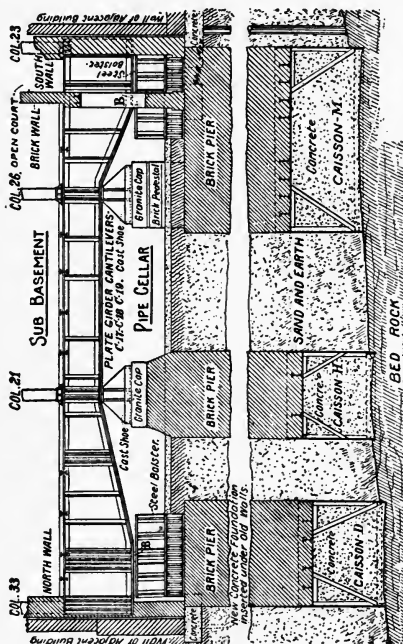 COL.33
COL.21
COL.26
OPEN COURT
COL.23
Wall of Adjacent Building
NORTH WALL
SUB BASEMENT
BRICK WALL
SOUTH WALL
Wall of Adjacent Building
Steel
Bolster.
B
PLATE GIRDER CANTILEVERS
Cast Shoe
Cast Shoe
PIPE CELLAR
B
Steel Bolster.
Granite Cap
Granite Cap
Brick Pedestal
Concrete
Concrete
New Concrete Foundation
inserted under Old Walls.
BRICK PIER
BRICK PIER
BRICK PIER
SAND AND EARTH
Concrete
CAISSON-D
Concrete
CAISSON-H
Concrete
CAISSON-M
BED ROCK